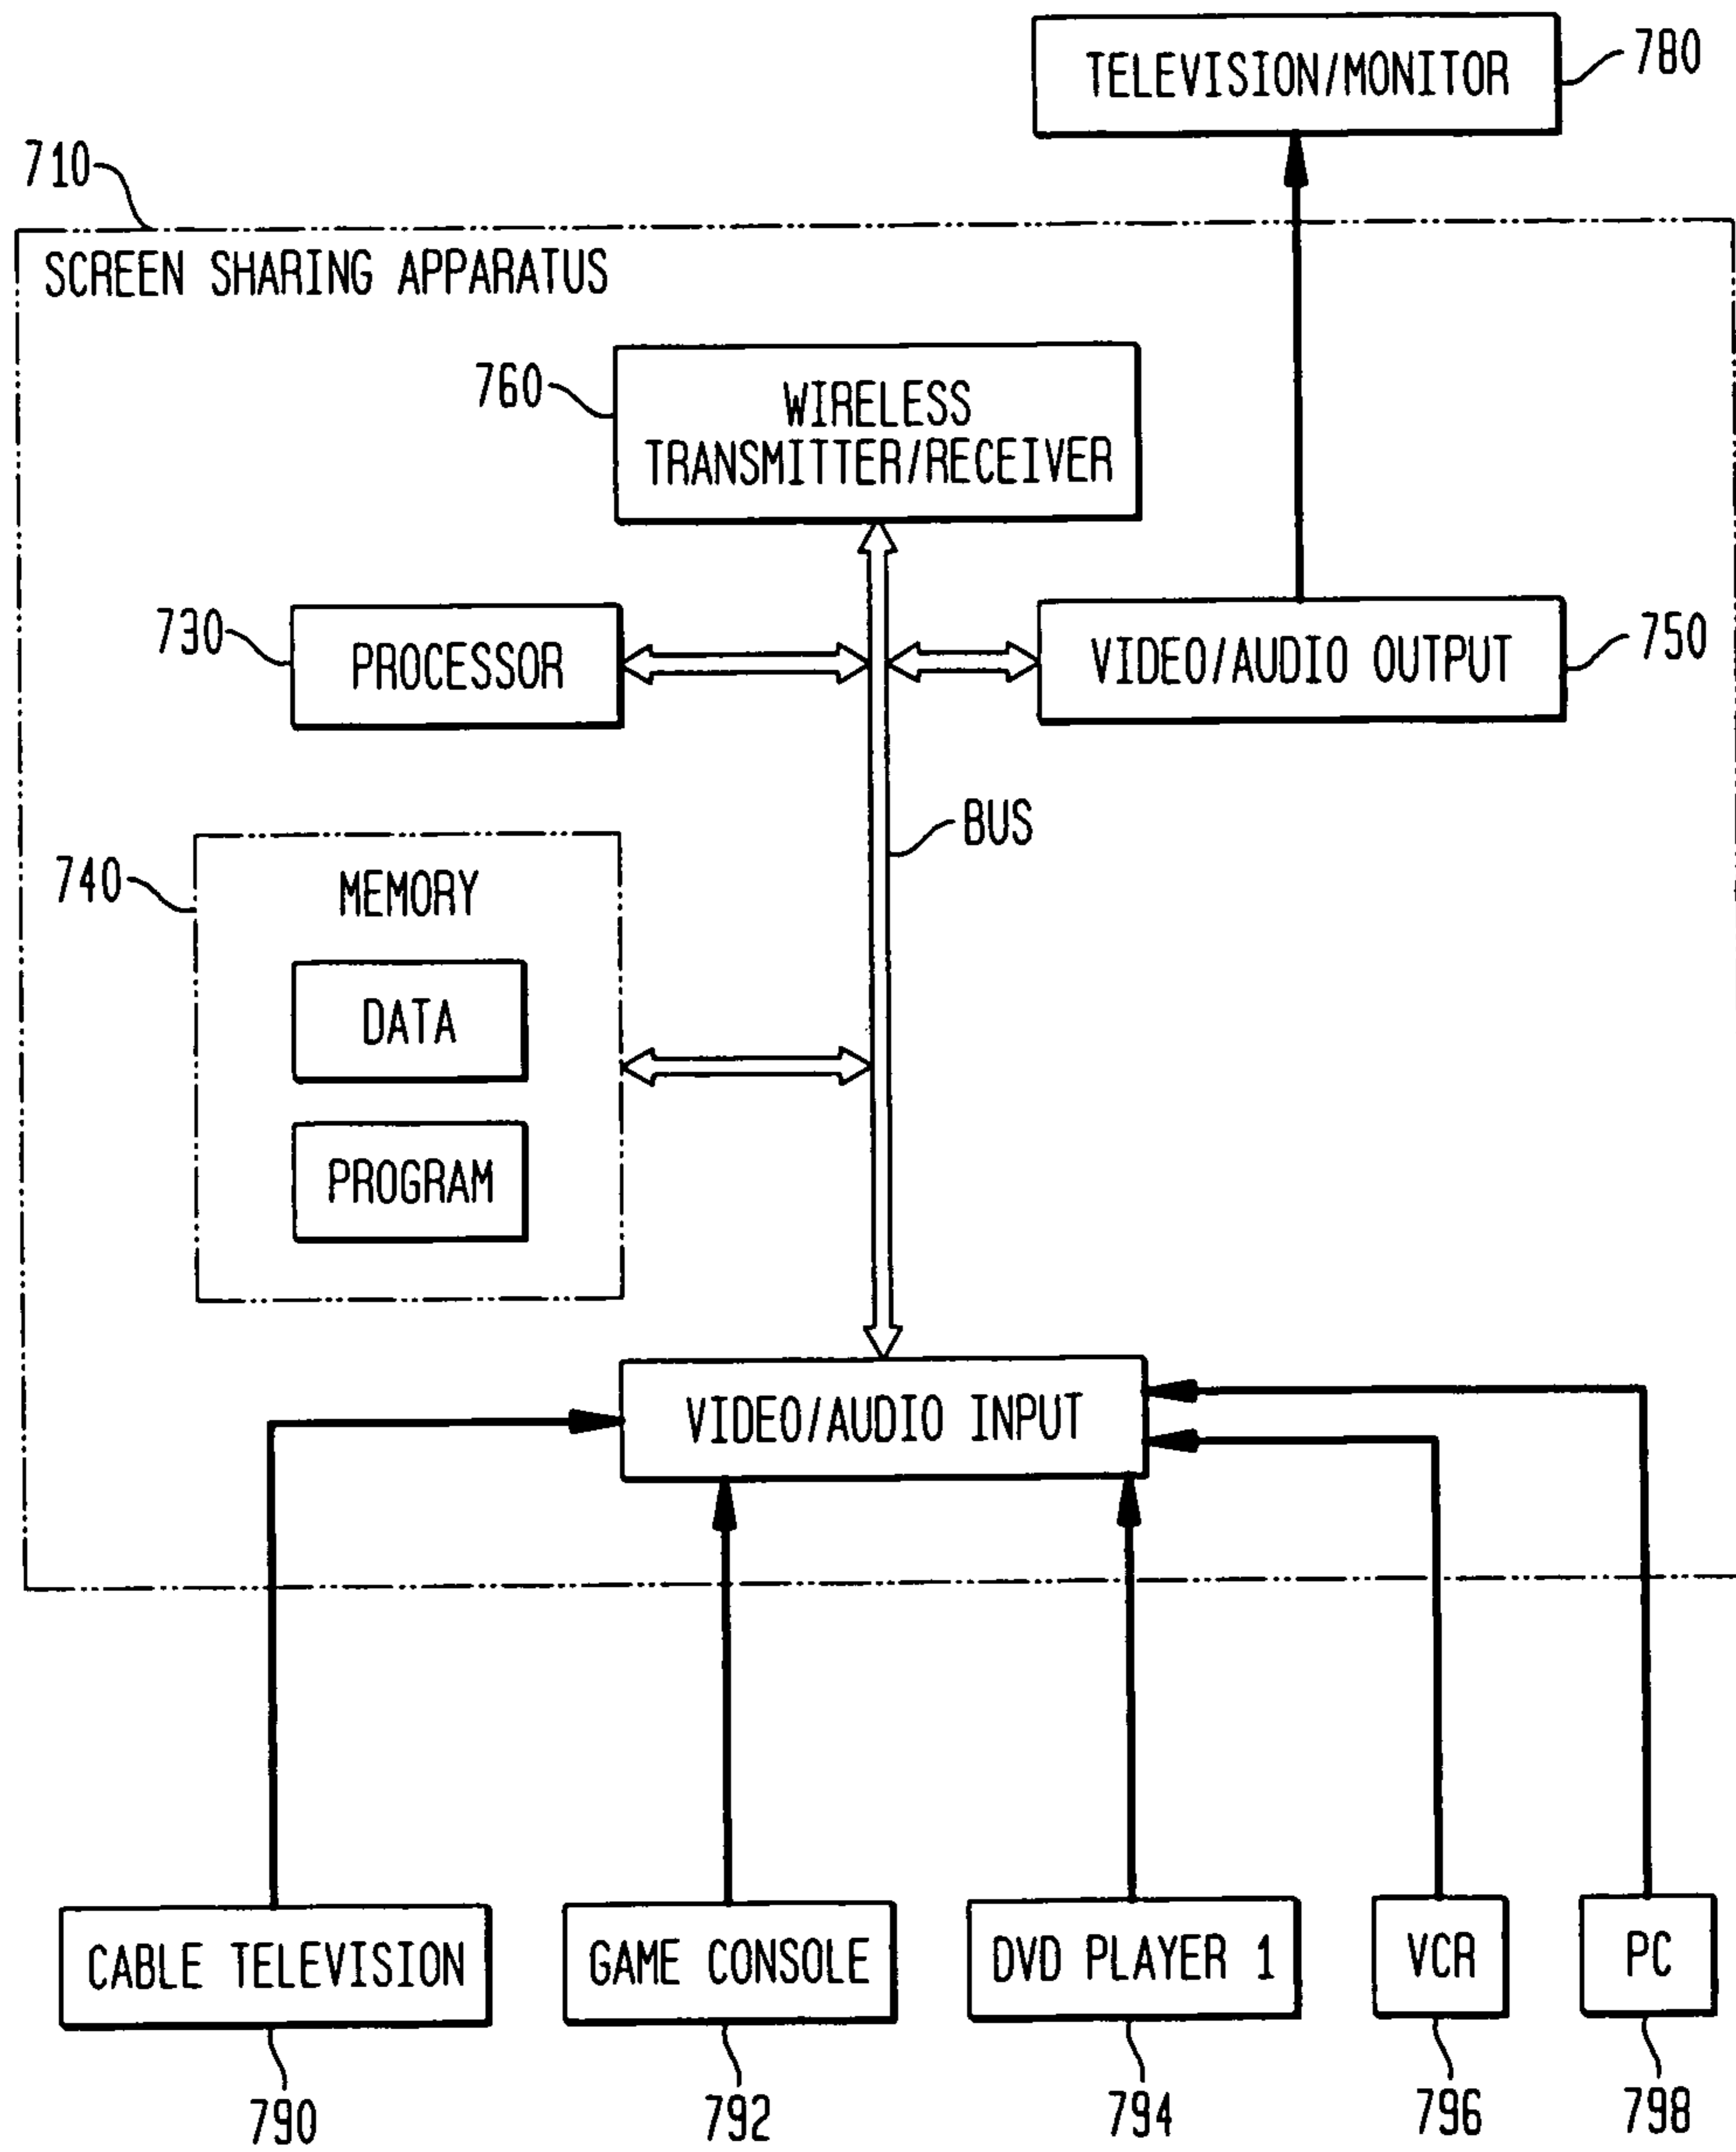 TELEVISION/MONITOR
780
710
SCREEN SHARING APPARATUS
760
WIRELESS
TRANSMITTER/RECEIVER
730
PROCESSOR
VIDEO/AUDIO OUTPUT
750
BUS
740
MEMORY
DATA
PROGRAM
VIDEO/AUDIO INPUT
CABLE TELEVISION
GAME CONSOLE
DVD PLAYER 1
VCR
PC
790
792
794
796
798